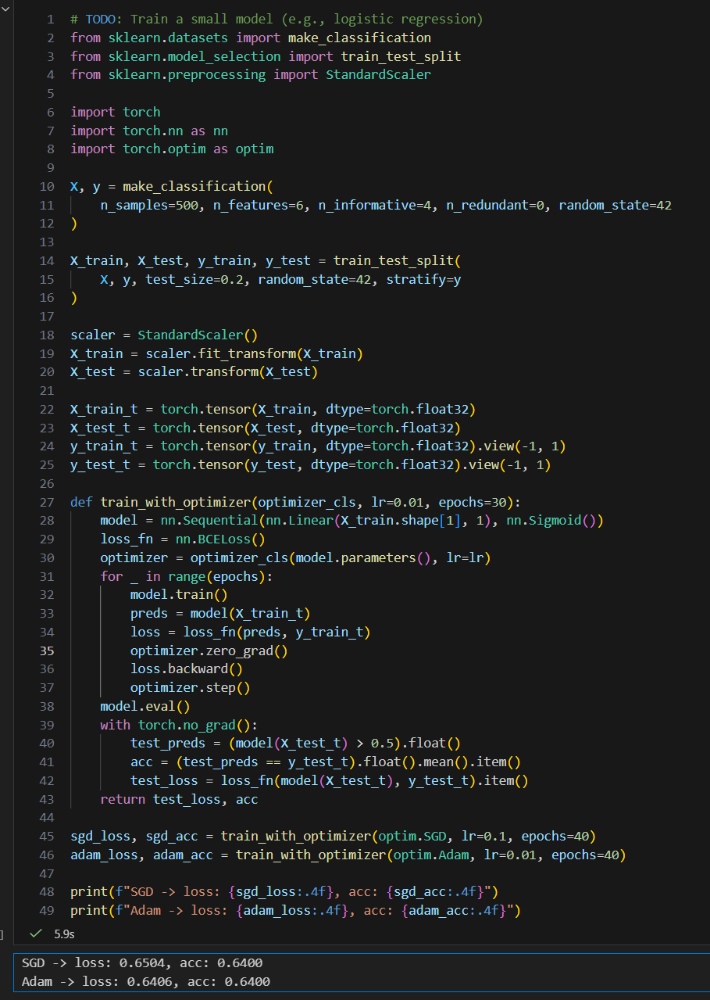 1 # TODO: Train a small model (e.g., logistic regression)
2 from sklearn.datasets import make_classification
3 from sklearn.model_selection import train_test_split
4 from sklearn.preprocessing import StandardScaler
5
6 import torch
7 import torch.nn as nn
8 import torch.optim as optim
9
10 X, y = make_classification(
11     n_samples=500, n_features=6, n_informative=4, n_redundant=0, random_state=42
12 )
13
14 X_train, X_test, y_train, y_test = train_test_split(
15     X, y, test_size=0.2, random_state=42, stratify=y
16 )
17
18 scaler = StandardScaler()
19 X_train = scaler.fit_transform(X_train)
20 X_test = scaler.transform(X_test)
21
22 X_train_t = torch.tensor(X_train, dtype=torch.float32)
23 X_test_t = torch.tensor(X_test, dtype=torch.float32)
24 y_train_t = torch.tensor(y_train, dtype=torch.float32).view(-1, 1)
25 y_test_t = torch.tensor(y_test, dtype=torch.float32).view(-1, 1)
26
27 def train_with_optimizer(optimizer_cls, lr=0.01, epochs=30):
28     model = nn.Sequential(nn.Linear(X_train.shape[1], 1), nn.Sigmoid())
29     loss_fn = nn.BCELoss()
30     optimizer = optimizer_cls(model.parameters(), lr=lr)
31     for _ in range(epochs):
32         model.train()
33         preds = model(X_train_t)
34         loss = loss_fn(preds, y_train_t)
35         optimizer.zero_grad()
36         loss.backward()
37         optimizer.step()
38     model.eval()
39     with torch.no_grad():
40         test_preds = (model(X_test_t) > 0.5).float()
41         acc = (test_preds == y_test_t).float().mean().item()
42         test_loss = loss_fn(model(X_test_t), y_test_t).item()
43     return test_loss, acc
44
45 sgd_loss, sgd_acc = train_with_optimizer(optim.SGD, lr=0.1, epochs=40)
46 adam_loss, adam_acc = train_with_optimizer(optim.Adam, lr=0.01, epochs=40)
47
48 print(f"SGD -> loss: {sgd_loss:.4f}, acc: {sgd_acc:.4f}")
49 print(f"Adam -> loss: {adam_loss:.4f}, acc: {adam_acc:.4f}")
] ✓ 5.9s
SGD -> loss: 0.6504, acc: 0.6400
Adam -> loss: 0.6406, acc: 0.6400